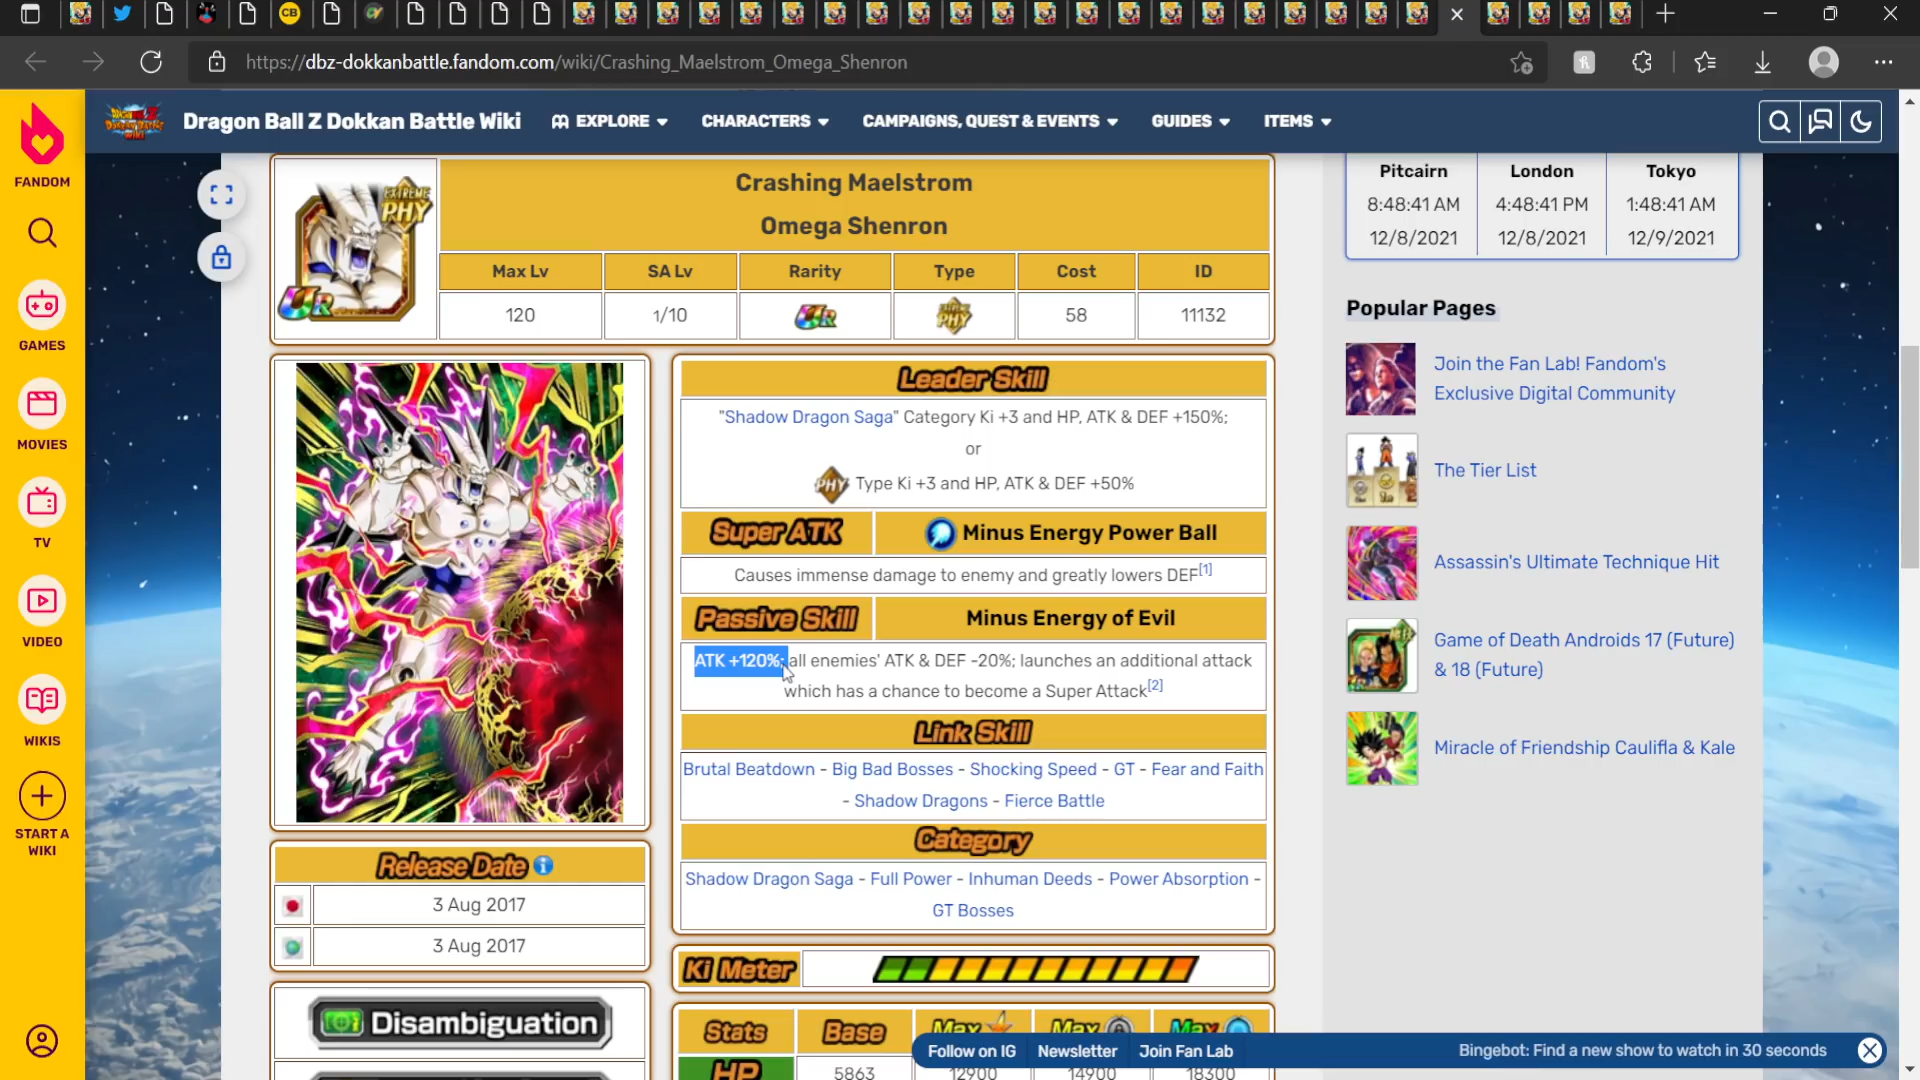 https://dbz-dokkanbattle.fandom.com/wiki/Crashing_Maelstrom_Omega_Shenron
Dragon Ball Z Dokkan Battle Wiki
EXPLORE
CHARACTERS
CAMPAIGNS, QUEST & EVENTS
GUIDES
ITEMS
FANDOM
GAMES
MOVIES
TV
VIDEO
WIKIS
START A
WIKI
EXTREME
PHY
UR
Crashing Maelstrom
Omega Shenron
Max Lv SA Lv Rarity Type Cost ID
120 1/10 UR EXTREME PHY 58 11132
Leader Skill
"Shadow Dragon Saga" Category Ki +3 and HP, ATK & DEF +150%;
or
PHY Type Ki +3 and HP, ATK & DEF +50%
Super ATK Minus Energy Power Ball
Causes immense damage to enemy and greatly lowers DEF[1]
Passive Skill Minus Energy of Evil
ATK +120%; all enemies' ATK & DEF -20%; launches an additional attack
which has a chance to become a Super Attack[2]
Link Skill
Brutal Beatdown - Big Bad Bosses - Shocking Speed - GT - Fear and Faith
- Shadow Dragons - Fierce Battle
Category
Shadow Dragon Saga - Full Power - Inhuman Deeds - Power Absorption -
GT Bosses
Ki Meter
Stats Base Max Max Max
HP 5863 12900 14900 18300
Release Date
3 Aug 2017
3 Aug 2017
Disambiguation
Pitcairn London Tokyo
8:48:41 AM 4:48:41 PM 1:48:41 AM
12/8/2021 12/8/2021 12/9/2021
Popular Pages
Join the Fan Lab! Fandom's
Exclusive Digital Community
The Tier List
Assassin's Ultimate Technique Hit
Game of Death Androids 17 (Future)
& 18 (Future)
Miracle of Friendship Caulifla & Kale
Follow on IG Newsletter Join Fan Lab Bingebot: Find a new show to watch in 30 seconds